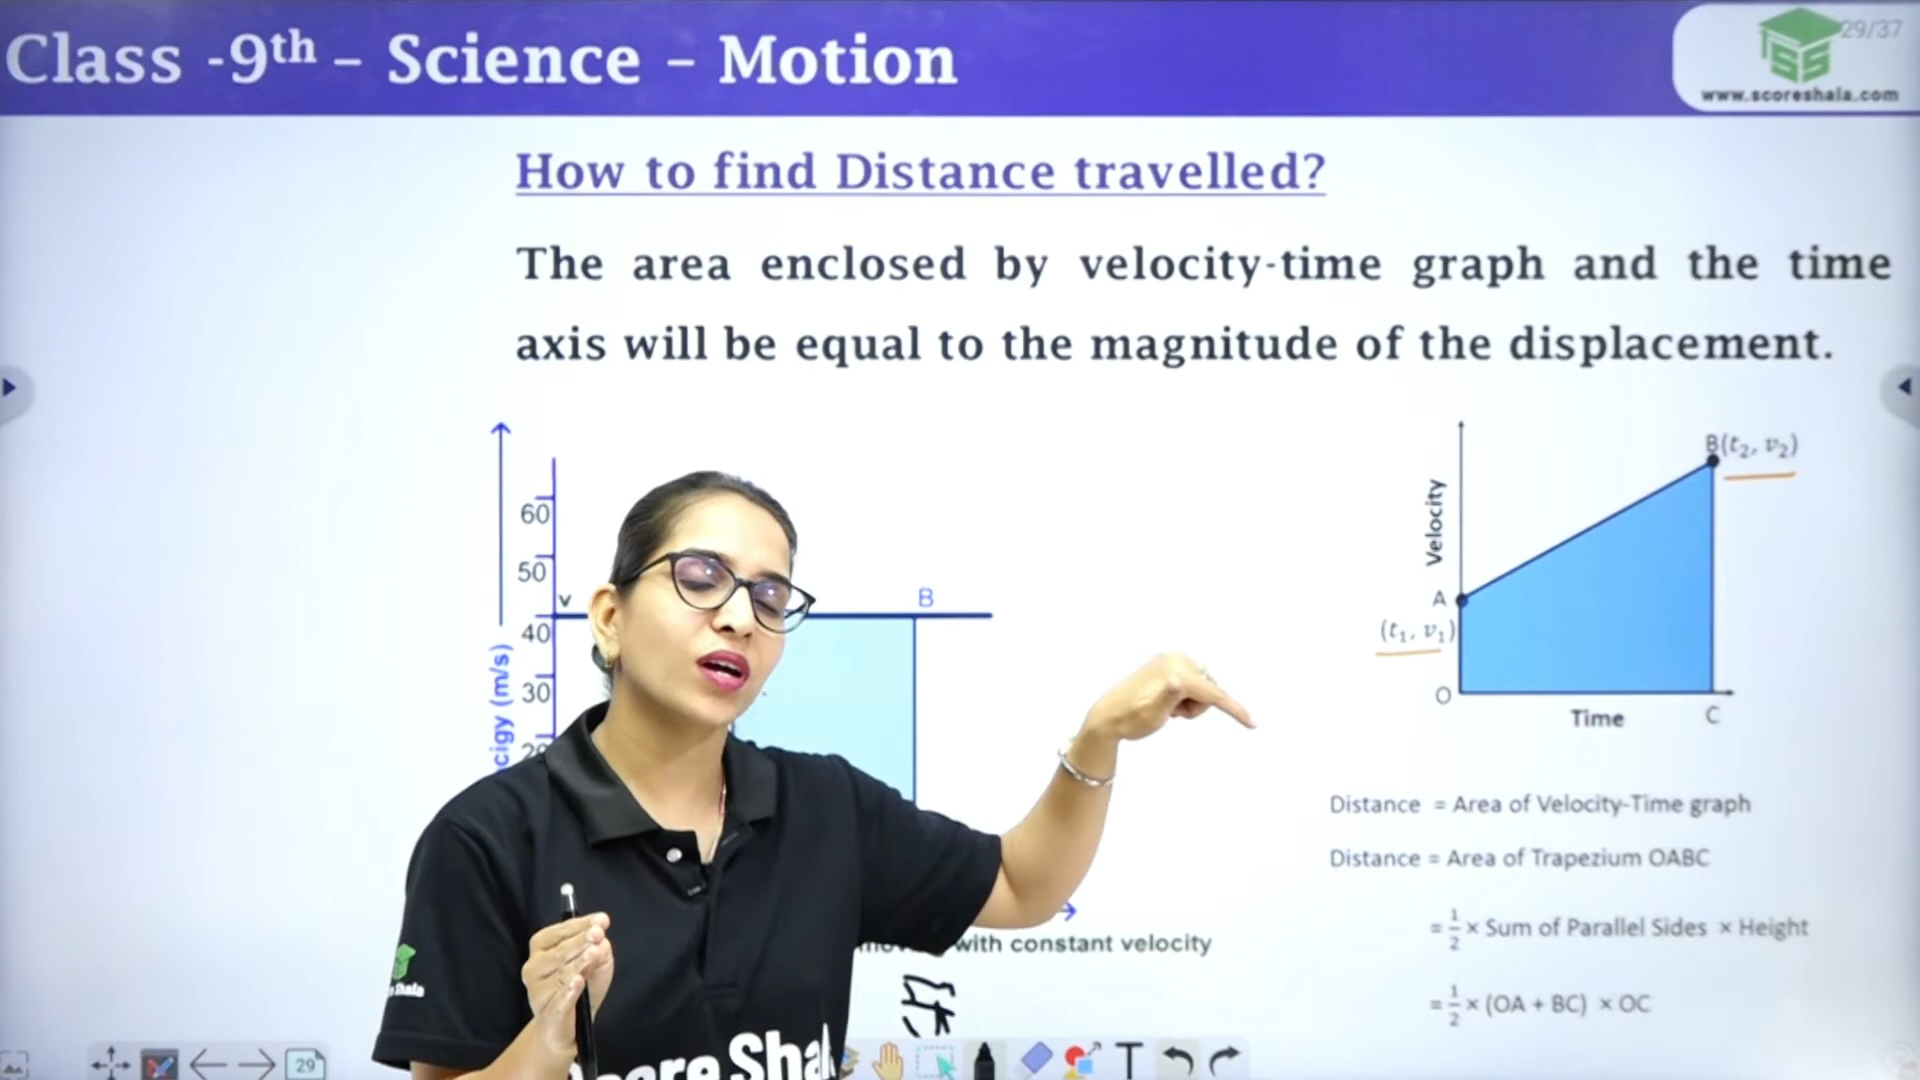 Class -9th – Science – Motion
29/37
SS
www.scoreshala.com
How to find Distance travelled?
The area enclosed by velocity-time graph and the time
axis will be equal to the magnitude of the displacement.
60
50
40
30
v
B
(m/s)
with constant velocity
Velocity
B(t₂, v₂)
A
(t₁, v₁)
O
Time
C
Distance = Area of Velocity-Time graph
Distance = Area of Trapezium OABC
= 1/2 × Sum of Parallel Sides × Height
= 1/2 × (OA + BC) × OC
Shala
29
T